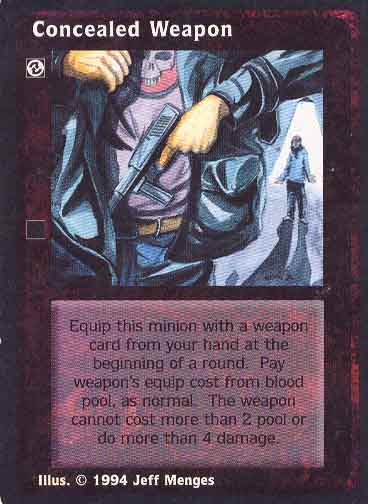 Concealed Weapon
Equip this minion with a weapon
card from your hand at the
beginning of a round. Pay
weapon's equip cost from blood
pool, as normal. The weapon
cannot cost more than 2 pool or
do more than 4 damage.
Illus. © 1994 Jeff Menges